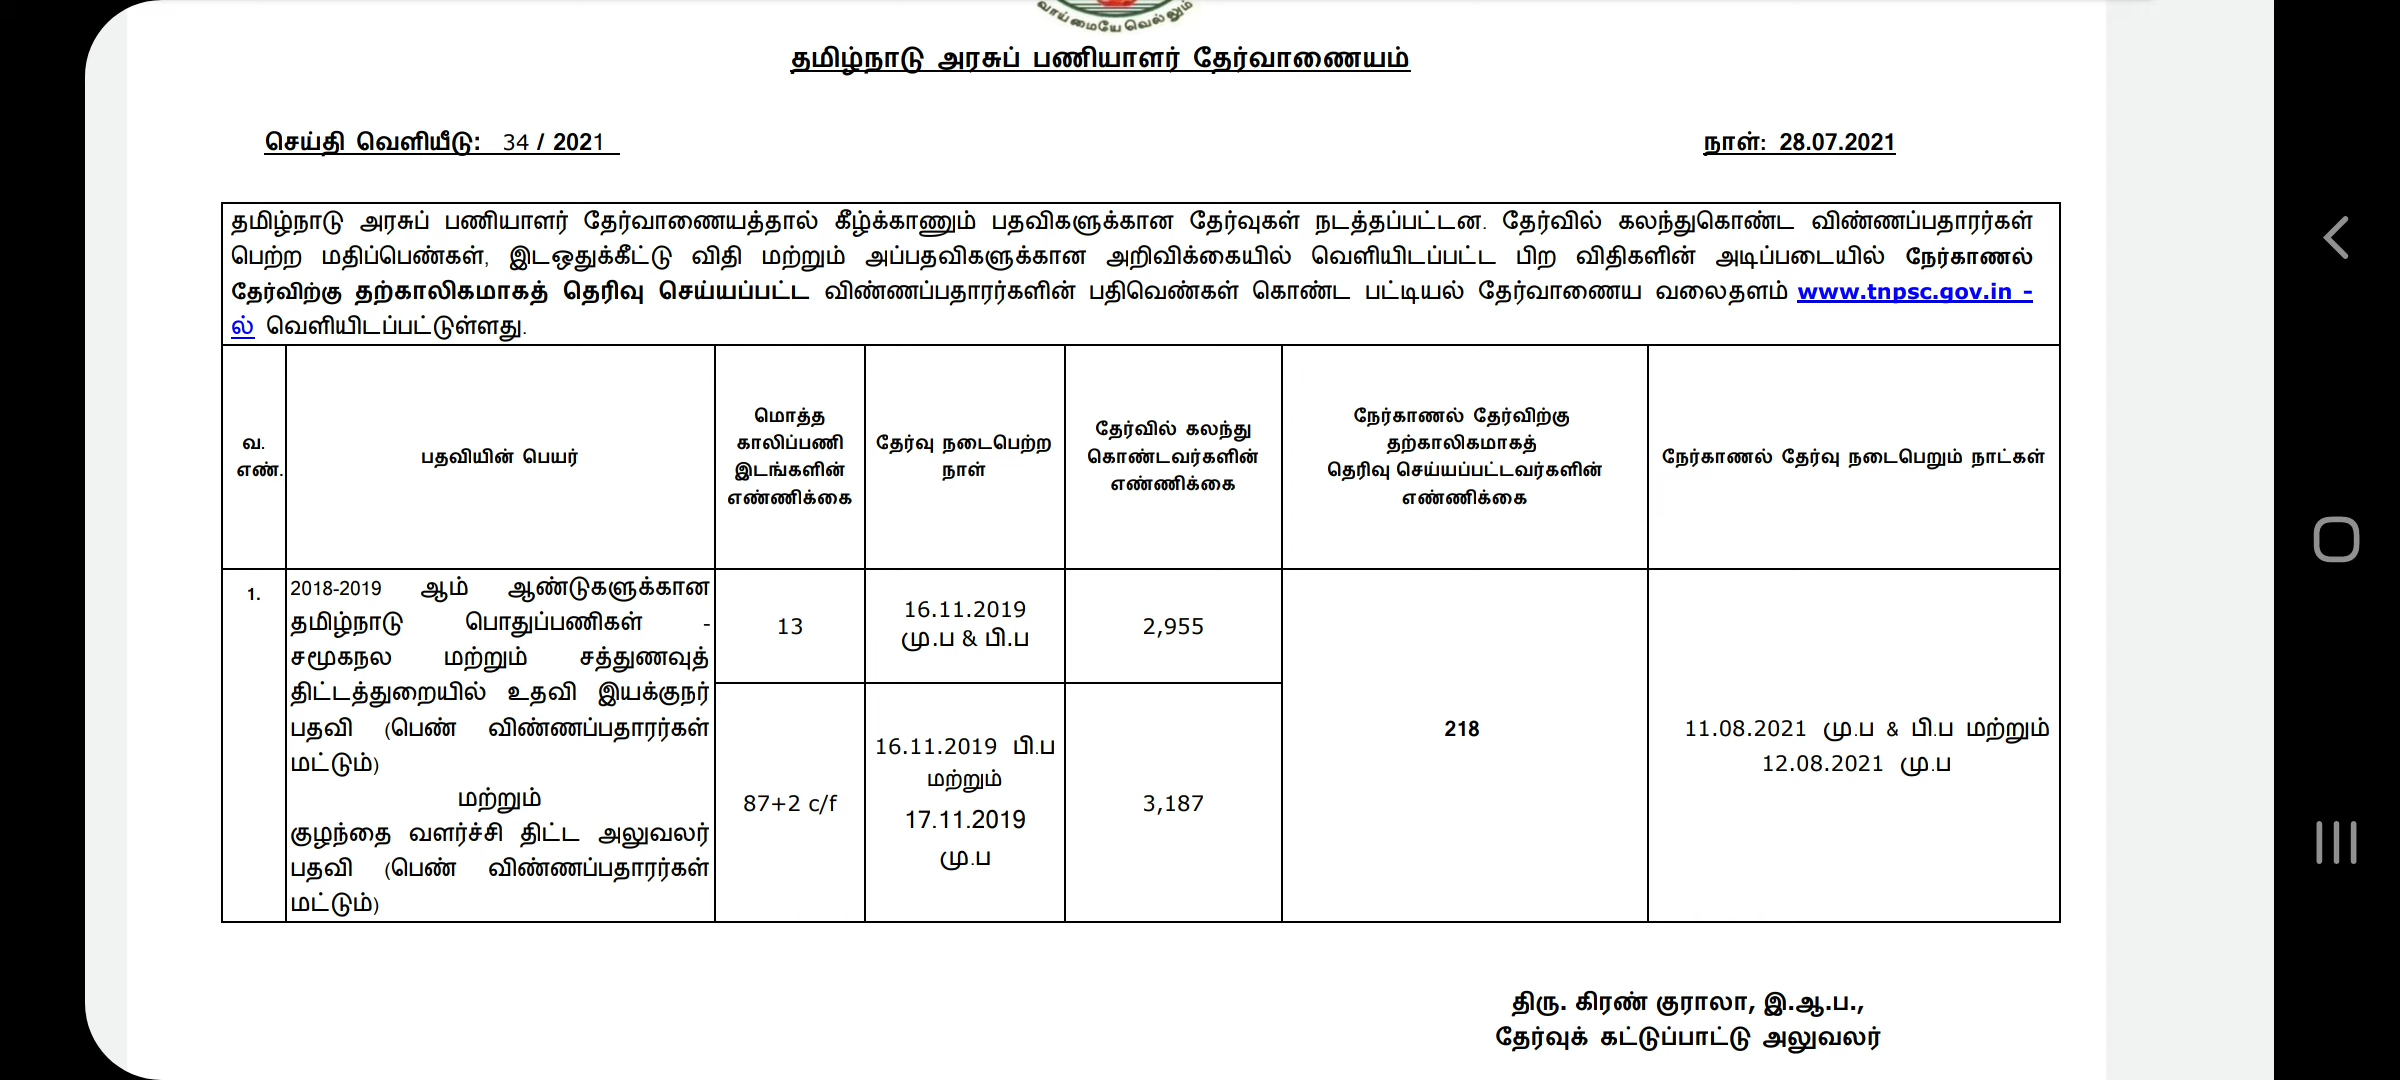 வாய்மையே வெல்லும்
தமிழ்நாடு அரசுப் பணியாளர் தேர்வாணையம்
செய்தி வெளியீடு: 34 / 2021
நாள்: 28.07.2021
தமிழ்நாடு அரசுப் பணியாளர் தேர்வாணையத்தால் கீழ்க்காணும் பதவிகளுக்கான தேர்வுகள் நடத்தப்பட்டன. தேர்வில் கலந்துகொண்ட விண்ணப்பதாரர்கள்
பெற்ற மதிப்பெண்கள், இடஒதுக்கீட்டு விதி மற்றும் அப்பதவிகளுக்கான அறிவிக்கையில் வெளியிடப்பட்ட பிற விதிகளின் அடிப்படையில் நேர்காணல்
தேர்விற்கு தற்காலிகமாகத் தெரிவு செய்யப்பட்ட விண்ணப்பதாரர்களின் பதிவெண்கள் கொண்ட பட்டியல் தேர்வாணைய வலைதளம் www.tnpsc.gov.in -
ல் வெளியிடப்பட்டுள்ளது.
வ.
எண்.
பதவியின் பெயர்
மொத்த
காலிப்பணி
இடங்களின்
எண்ணிக்கை
தேர்வு நடைபெற்ற
நாள்
தேர்வில் கலந்து
கொண்டவர்களின்
எண்ணிக்கை
நேர்காணல் தேர்விற்கு
தற்காலிகமாகத்
தெரிவு செய்யப்பட்டவர்களின்
எண்ணிக்கை
நேர்காணல் தேர்வு நடைபெறும் நாட்கள்
1.
2018-2019 ஆம் ஆண்டுகளுக்கான
தமிழ்நாடு பொதுப்பணிகள் -
சமூகநல மற்றும் சத்துணவுத்
திட்டத்துறையில் உதவி இயக்குநர்
பதவி (பெண் விண்ணப்பதாரர்கள்
மட்டும்)
மற்றும்
குழந்தை வளர்ச்சி திட்ட அலுவலர்
பதவி (பெண் விண்ணப்பதாரர்கள்
மட்டும்)
13
16.11.2019
மு.ப & பி.ப
2,955
87+2 c/f
16.11.2019 பி.ப
மற்றும்
17.11.2019
மு.ப
3,187
218
11.08.2021 மு.ப & பி.ப மற்றும்
12.08.2021 மு.ப
திரு. கிரண் குராலா, இ.ஆ.ப.,
தேர்வுக் கட்டுப்பாட்டு அலுவலர்